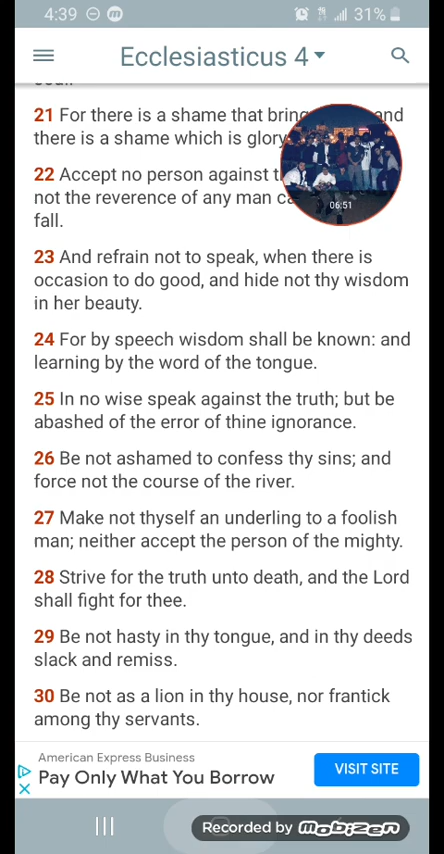 4:39 31%
Ecclesiasticus 4
21 For there is a shame that and
there is a shame which is glory
22 Accept no person against
not the reverence of any man
fall.
06:51
23 And refrain not to speak, when there is
occasion to do good, and hide not thy wisdom
in her beauty.
24 For by speech wisdom shall be known: and
learning by the word of the tongue.
25 In no wise speak against the truth; but be
abashed of the error of thine ignorance.
26 Be not ashamed to confess thy sins; and
force not the course of the river.
27 Make not thyself an underling to a foolish
man; neither accept the person of the mighty.
28 Strive for the truth unto death, and the Lord
shall fight for thee.
29 Be not hasty in thy tongue, and in thy deeds
slack and remiss.
30 Be not as a lion in thy house, nor frantick
among thy servants.
American Express Business
Pay Only What You Borrow
VISIT SITE
Recorded by Mobizen